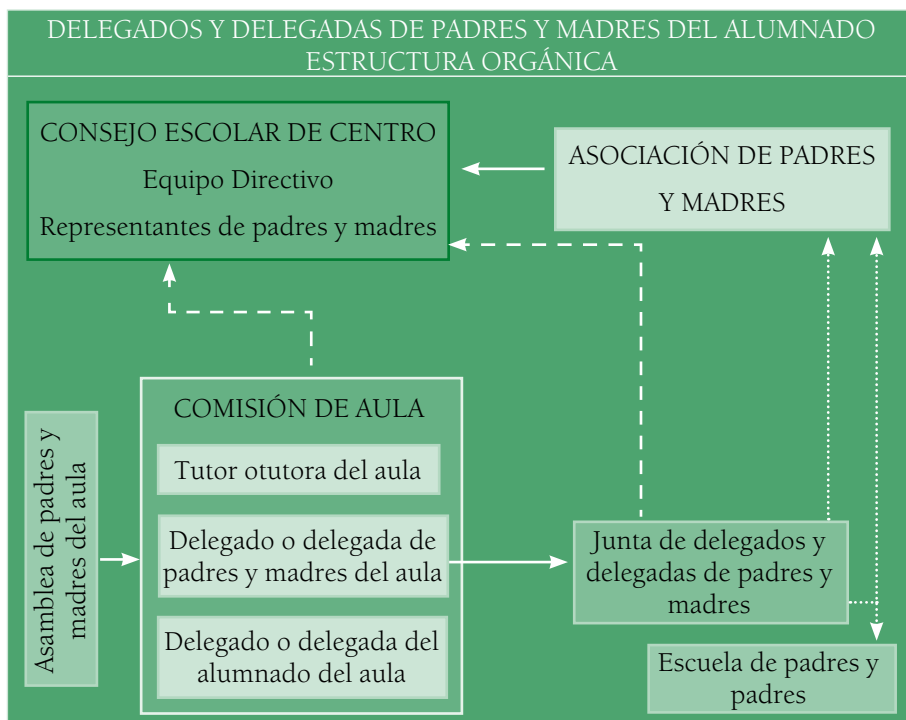 DELEGADOS Y DELEGADAS DE PADRES Y MADRES DEL ALUMNADO
ESTRUCTURA ORGÁNICA
CONSEJO ESCOLAR DE CENTRO
Equipo Directivo
Representantes de padres y madres
ASOCIACIÓN DE PADRES
Y MADRES
Asamblea de padres y
madres del aula
COMISIÓN DE AULA
Tutor otutora del aula
Delegado o delegada de
padres y madres del aula
Delegado o delegada del
alumnado del aula
Junta de delegados y
delegadas de padres y
madres
Escuela de padres y
padres